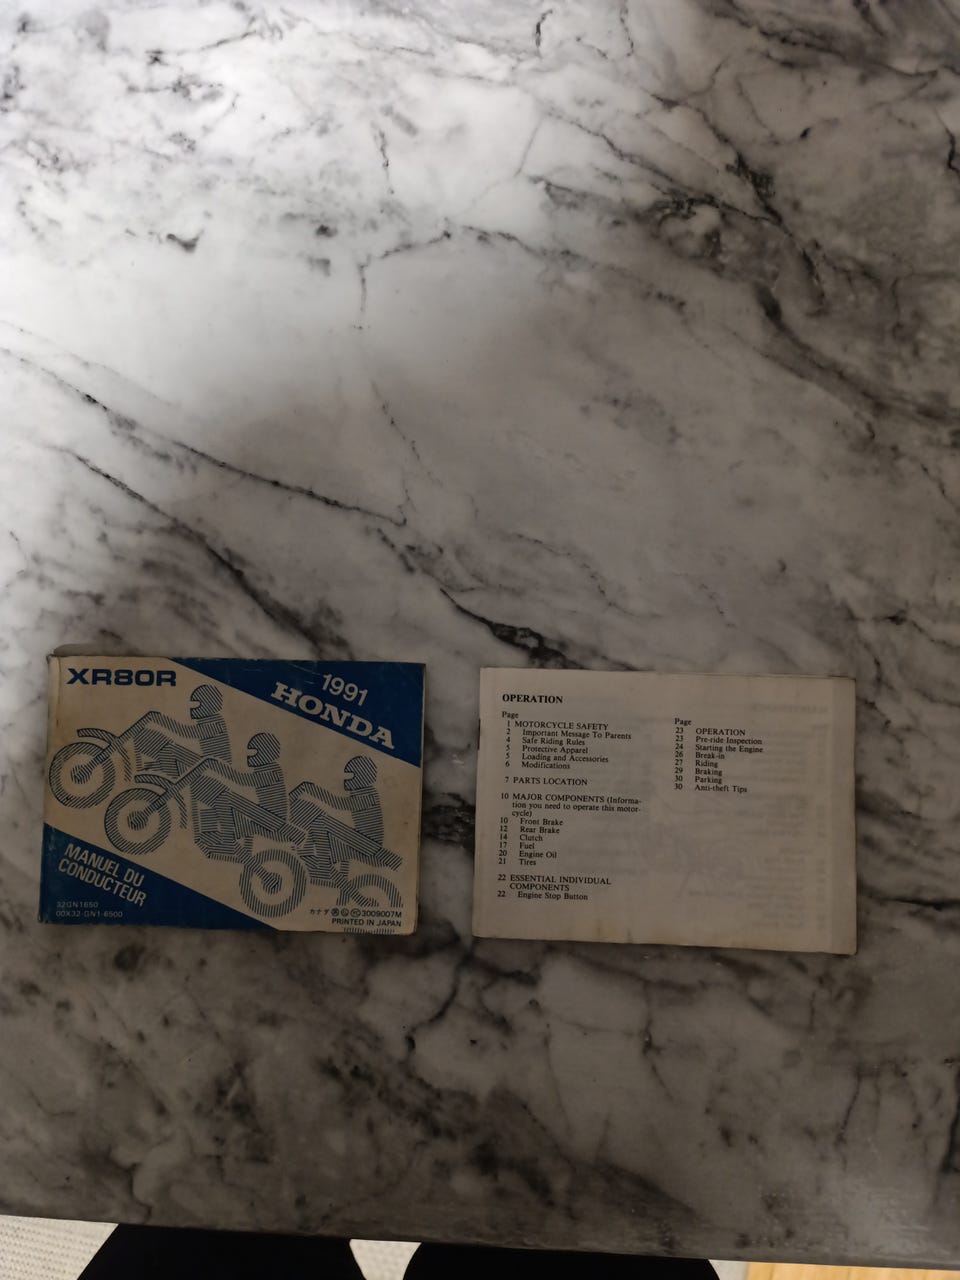 XR80R
1991
HONDA
MANUEL DU
CONDUCTEUR
32GN1650
00X32-GN1-6500
カナダ 3009007M
PRINTED IN JAPAN
OPERATION
Page
1 MOTORCYCLE SAFETY
2 Important Message To Parents
4 Safe Riding Rules
5 Protective Apparel
5 Loading and Accessories
6 Modifications
7 PARTS LOCATION
10 MAJOR COMPONENTS (Informa-
tion you need to operate this motor-
cycle)
10 Front Brake
12 Rear Brake
14 Clutch
17 Fuel
20 Engine Oil
21 Tires
22 ESSENTIAL INDIVIDUAL
COMPONENTS
22 Engine Stop Button
Page
23 OPERATION
23 Pre-ride Inspection
24 Starting the Engine
26 Break-in
27 Riding
29 Braking
30 Parking
30 Anti-theft Tips